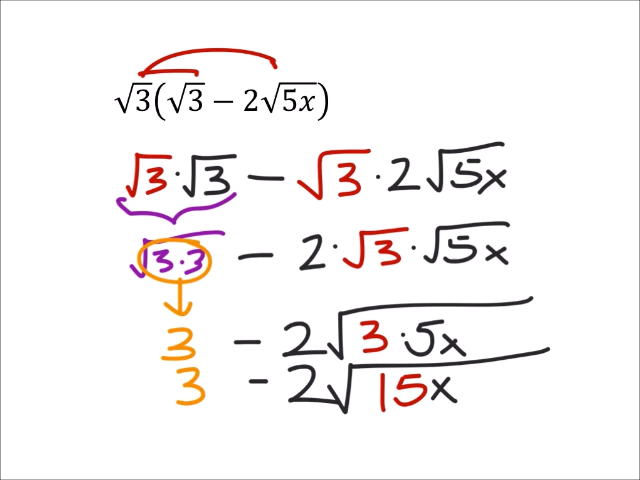 √3(√3 − 2√5x)
√3·√3 − √3·2√5x
√3·3 − 2·√3·√5x
3 − 2√3·5x
3 − 2√15x